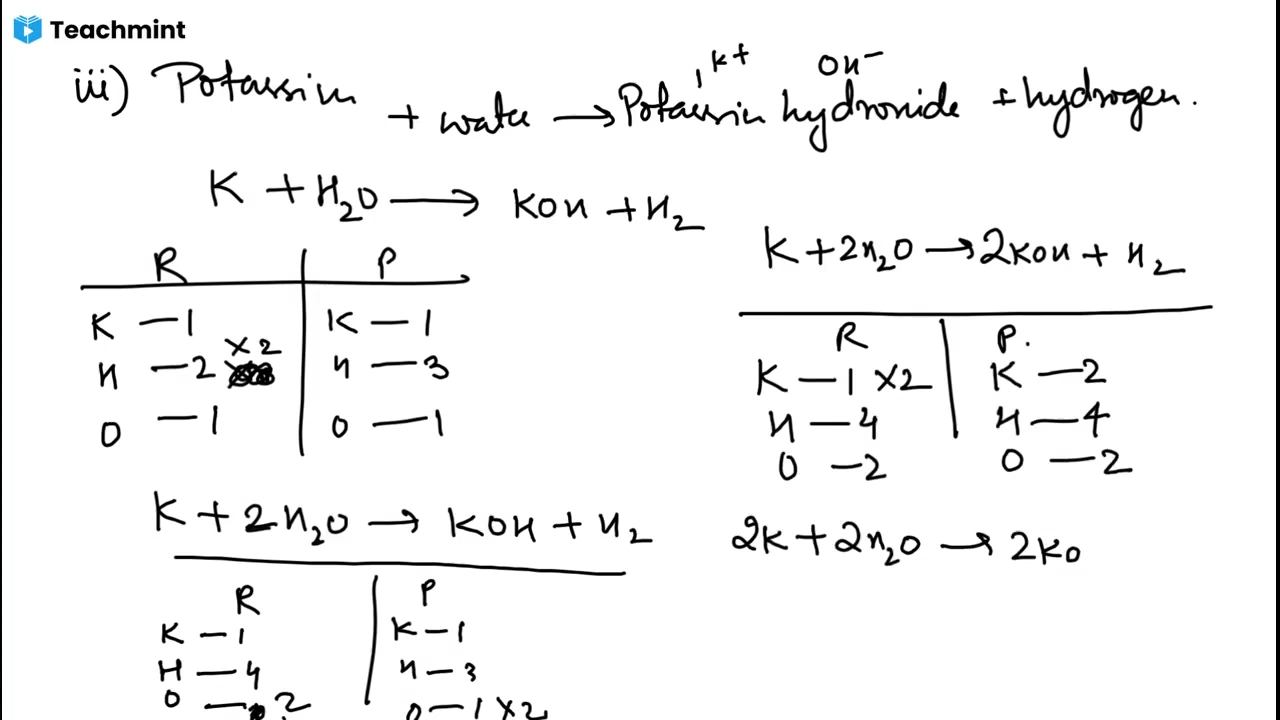 Teachmint
iii) Potassium + water → Potassium hydroxide + hydrogen.
K+ OH-
K + H2O → KOH + H2
R | P
K — 1 | K — 1
H — 2 ×2 | H — 3
O — 1 | O — 1
K + 2H2O → KOH + H2
R | P
K — 1 | K — 1
H — 4 | H — 3
O — 2 | O — 1 ×2
K + 2H2O → 2KOH + H2
R | P.
K — 1 ×2 | K — 2
H — 4 | H — 4
O — 2 | O — 2
2K + 2H2O → 2KO